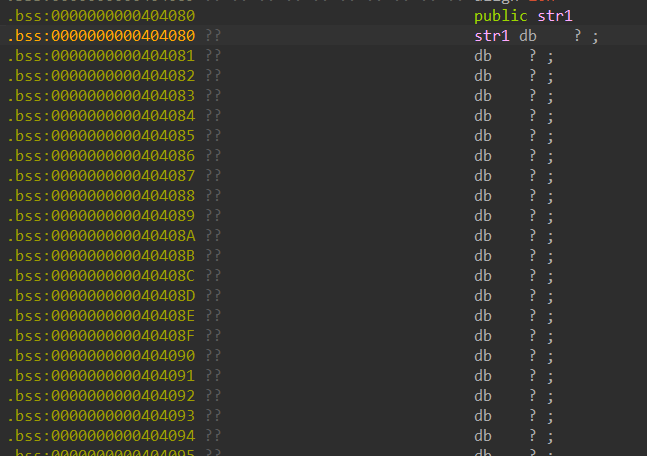 .bss:0000000000404080 public str1
.bss:0000000000404080 ?? str1 db ? ;
.bss:0000000000404081 ?? db ? ;
.bss:0000000000404082 ?? db ? ;
.bss:0000000000404083 ?? db ? ;
.bss:0000000000404084 ?? db ? ;
.bss:0000000000404085 ?? db ? ;
.bss:0000000000404086 ?? db ? ;
.bss:0000000000404087 ?? db ? ;
.bss:0000000000404088 ?? db ? ;
.bss:0000000000404089 ?? db ? ;
.bss:000000000040408A ?? db ? ;
.bss:000000000040408B ?? db ? ;
.bss:000000000040408C ?? db ? ;
.bss:000000000040408D ?? db ? ;
.bss:000000000040408E ?? db ? ;
.bss:000000000040408F ?? db ? ;
.bss:0000000000404090 ?? db ? ;
.bss:0000000000404091 ?? db ? ;
.bss:0000000000404092 ?? db ? ;
.bss:0000000000404093 ?? db ? ;
.bss:0000000000404094 ?? db ? ;
.bss:0000000000404095 ?? db ? ;